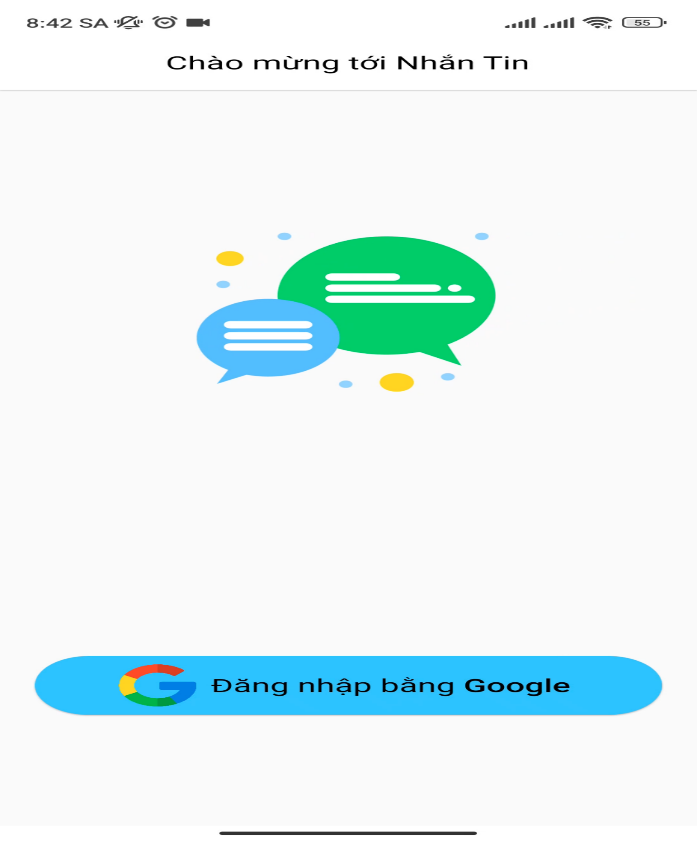 8:42 SA
55
Chào mừng tới Nhắn Tin
Đăng nhập bằng Google